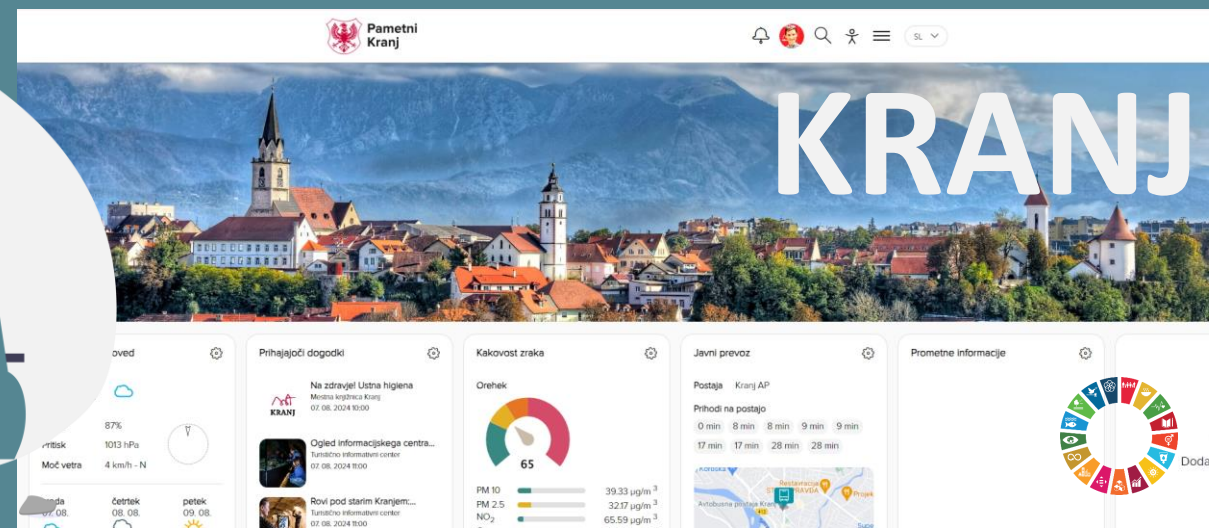 Pametni
Kranj
SL
KRANJ
oved
87%
Pritisk
1013 hPa
Moč vetra
4 km/h - N
07. 08.
četrtek
08. 08.
petek
09. 08.
Prihajajoči dogodki
KRANJ
Na zdravje! Ustna higiena
Mestna knjižnica Kranj
07. 08. 2024 10:00
Ogled informacijskega centra...
Turistično informativni center
07. 08. 2024 11:00
Rovi pod starim Kranjem:...
Turistično informativni center
07. 08. 2024 11:00
Kakovost zraka
Orehek
65
PM 10 39.33 µg/m 3
PM 2.5 32.17 µg/m 3
NO2 65.59 µg/m 3
Javni prevoz
Postaja Kranj AP
Prihodi na postajo
0 min 8 min 8 min 9 min 9 min
17 min 17 min 28 min 28 min
Koroška
Restavracija
Avtobusna postaja Kranj
Projek
Supe
Prometne informacije
Doda